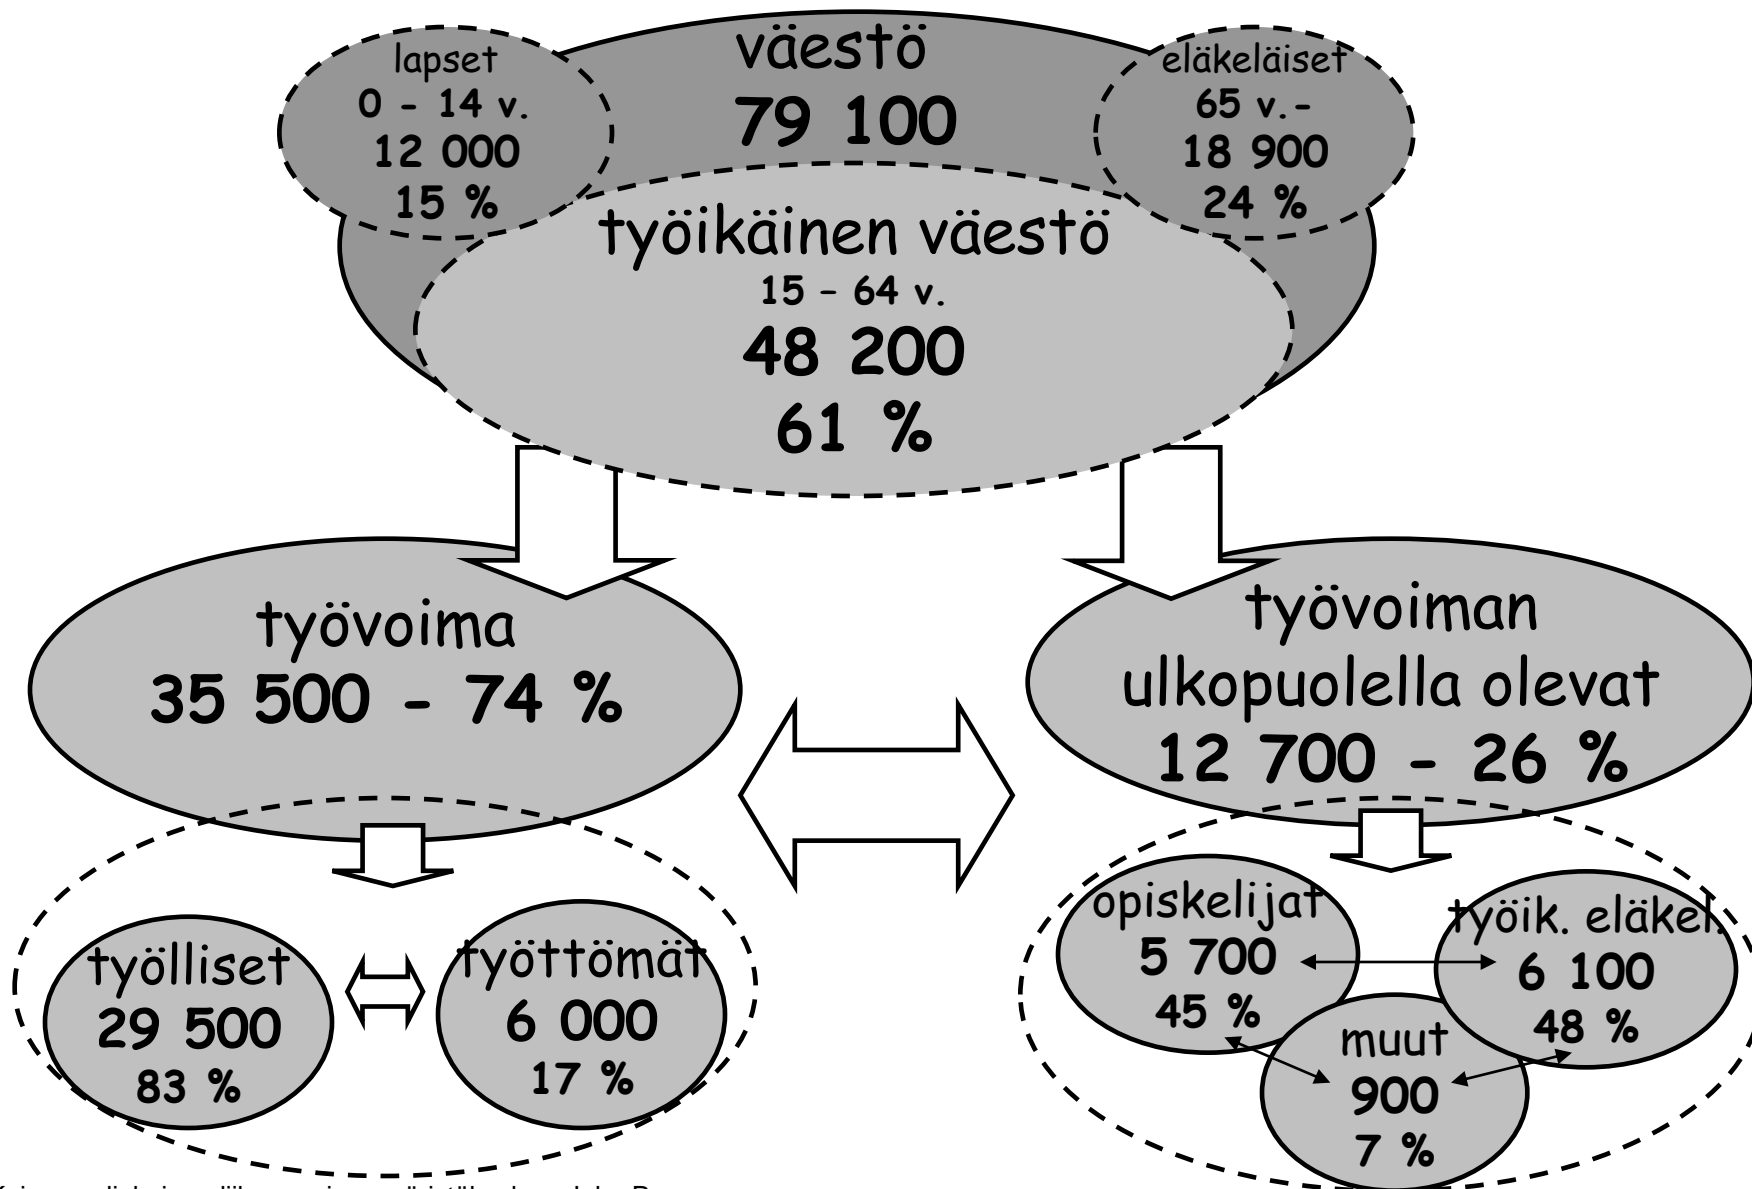 väestö
79 100
lapset
0 - 14 v.
12 000
15 %
eläkeläiset
65 v.-
18 900
24 %
työikäinen väestö
15 - 64 v.
48 200
61 %
työvoima
35 500 - 74 %
työvoiman
ulkopuolella olevat
12 700 - 26 %
työlliset
29 500
83 %
työttömät
6 000
17 %
opiskelijat
5 700
45 %
työik. eläkel.
6 100
48 %
muut
900
7 %